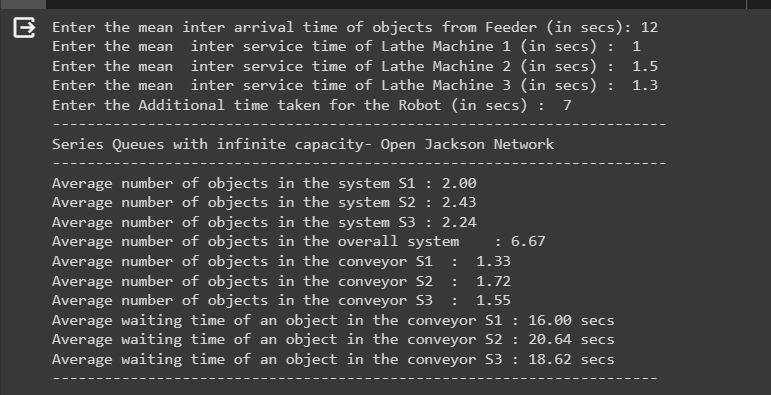 Enter the mean inter arrival time of objects from Feeder (in secs): 12
Enter the mean  inter service time of Lathe Machine 1 (in secs) :  1
Enter the mean  inter service time of Lathe Machine 2 (in secs) :  1.5
Enter the mean  inter service time of Lathe Machine 3 (in secs) :  1.3
Enter the Additional time taken for the Robot (in secs) :  7
-----------------------------------------------------------------------
Series Queues with infinite capacity- Open Jackson Network
-----------------------------------------------------------------------
Average number of objects in the system S1 : 2.00
Average number of objects in the system S2 : 2.43
Average number of objects in the system S3 : 2.24
Average number of objects in the overall system    : 6.67
Average number of objects in the conveyor S1  :  1.33
Average number of objects in the conveyor S2  :  1.72
Average number of objects in the conveyor S3  :  1.55
Average waiting time of an object in the conveyor S1 : 16.00 secs
Average waiting time of an object in the conveyor S2 : 20.64 secs
Average waiting time of an object in the conveyor S3 : 18.62 secs
----------------------------------------------------------------------